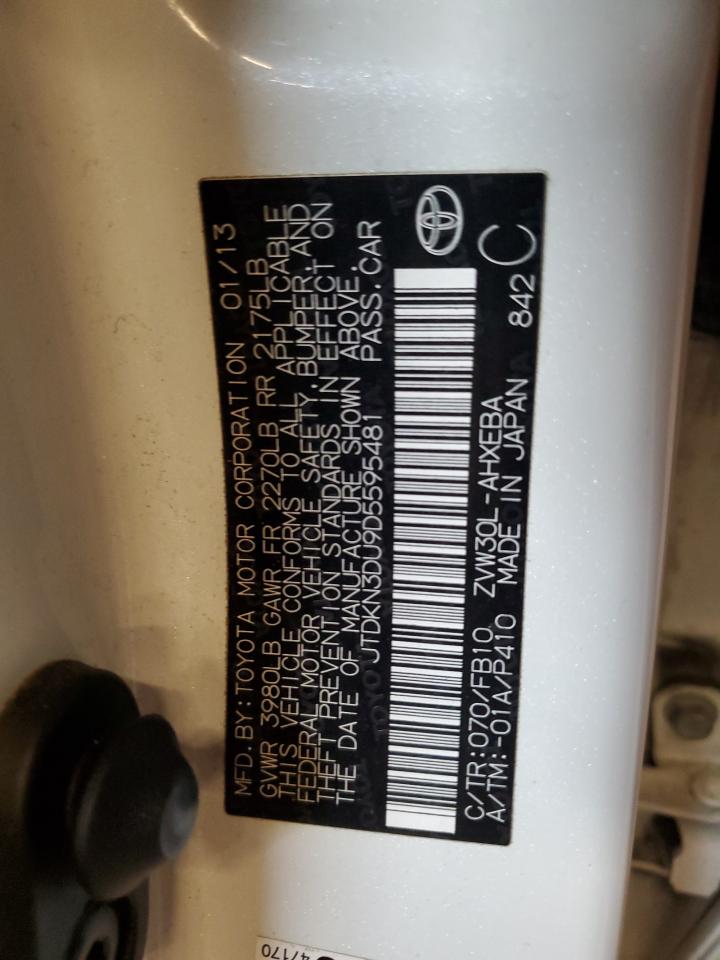 MFD.BY:TOYOTA MOTOR CORPORATION 01/13
GVWR 3980LB GAWR FR 2270LB RR 2175LB
THIS VEHICLE CONFORMS TO ALL APPLICABLE
FEDERAL MOTOR VEHICLE SAFETY,BUMPER,AND
THEFT PREVENTION STANDARDS IN EFFECT ON
THE DATE OF MANUFACTURE SHOWN ABOVE.
JTDKN3DU9D5595481 PASS.CAR
C/TR:070/FB10 ZVW30L-AHXEBA
A/TM:-01A/P410 MADE IN JAPAN 842 C
47170